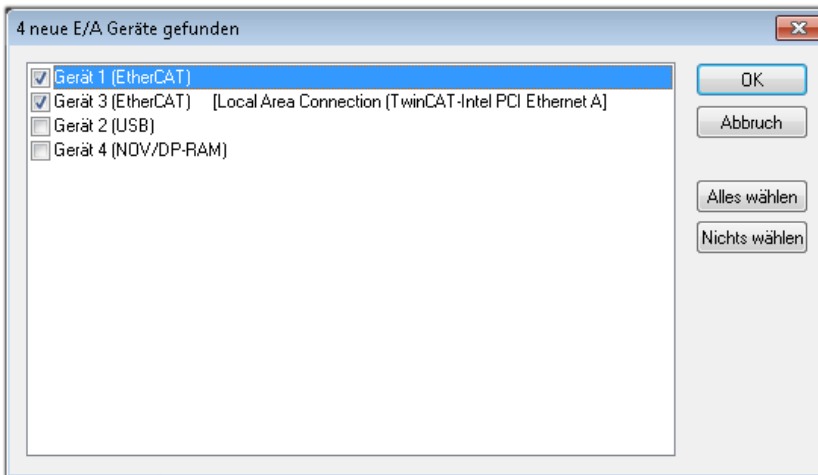 4 neue E/A Geräte gefunden
Gerät 1 (EtherCAT)
Gerät 3 (EtherCAT) [Local Area Connection (TwinCAT-Intel PCI Ethernet A]
Gerät 2 (USB)
Gerät 4 (NOV/DP-RAM)
OK
Abbruch
Alles wählen
Nichts wählen